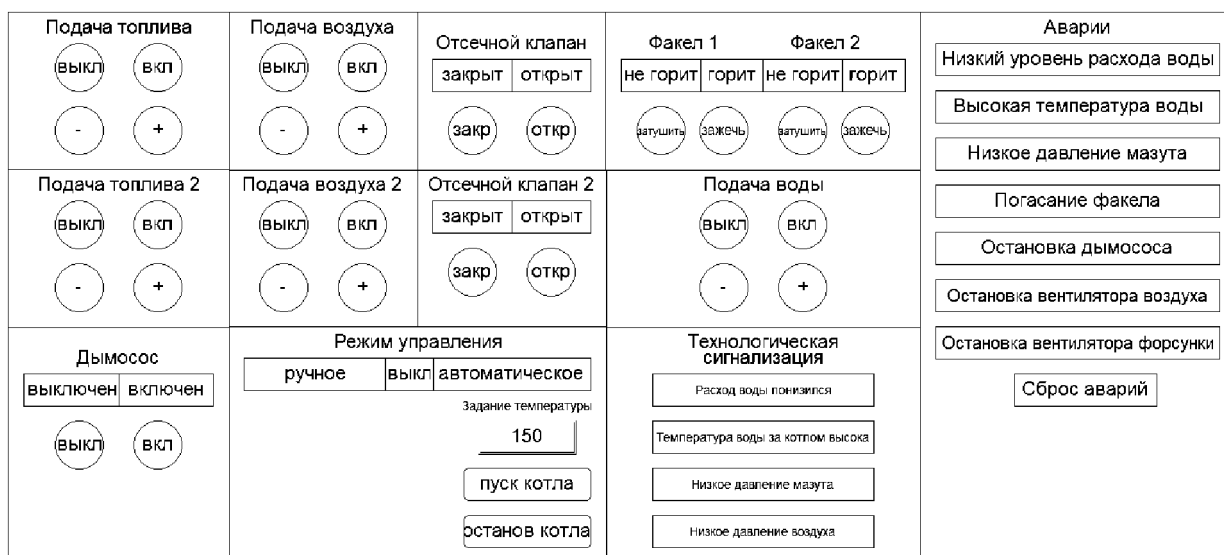 Подача топлива
выкл вкл
- +
Подача воздуха
выкл вкл
- +
Отсечной клапан
закрыт открыт
закр откр
Факел 1 Факел 2
не горит горит не горит горит
затушить зажечь затушить зажечь
Подача топлива 2
выкл вкл
- +
Подача воздуха 2
выкл вкл
- +
Отсечной клапан 2
закрыт открыт
закр откр
Подача воды
выкл вкл
- +
Дымосос
выключен включен
выкл вкл
Режим управления
ручное выкл автоматическое
Задание температуры
150
пуск котла
останов котла
Технологическая
сигнализация
Расход воды понизился
Температура воды за котлом высока
Низкое давление мазута
Низкое давление воздуха
Аварии
Низкий уровень расхода воды
Высокая температура воды
Низкое давление мазута
Погасание факела
Остановка дымососа
Остановка вентилятора воздуха
Остановка вентилятора форсунки
Сброс аварий